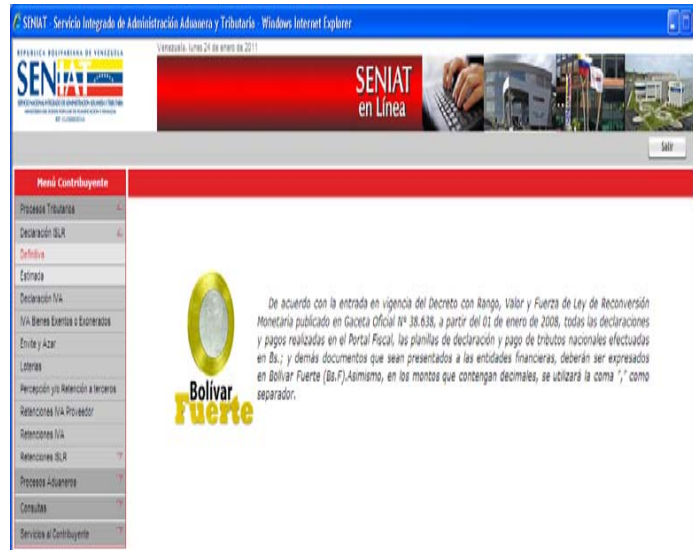 SENIAT - Servicio Integrado de Administración Aduanera y Tributaria - Windows Internet Explorer
REPUBLICA BOLIVARIANA DE VENEZUELA
Venezuela, lunes 24 de enero de 2011
SENIAT
SENIAT
en Línea
Salir
Menú Contribuyente
Procesos Tributarios
Declaración ISLR
Definitiva
Estimada
Declaración IVA
IVA Bienes Exentos o Exonerados
Envite y Azar
Loterias
Percepción y/o Retención a terceros
Retenciones IVA Proveedor
Retenciones IVA
Retenciones ISLR
Procesos Aduaneros
Consultas
Servicios al Contribuyente
De acuerdo con la entrada en vigencia del Decreto con Rango, Valor y Fuerza de Ley de Reconversión
Monetaria publicado en Gaceta Oficial Nº 38.638, a partir del 01 de enero de 2008, todas las declaraciones
y pagos realizadas en el Portal Fiscal, las planillas de declaración y pago de tributos nacionales efectuadas
en Bs.; y demás documentos que sean presentados a las entidades financieras, deberán ser expresados
en Bolívar Fuerte (Bs.F).Asimismo, en los montos que contengan decimales, se utilizará la coma "," como
separador.
Bolívar
Fuerte